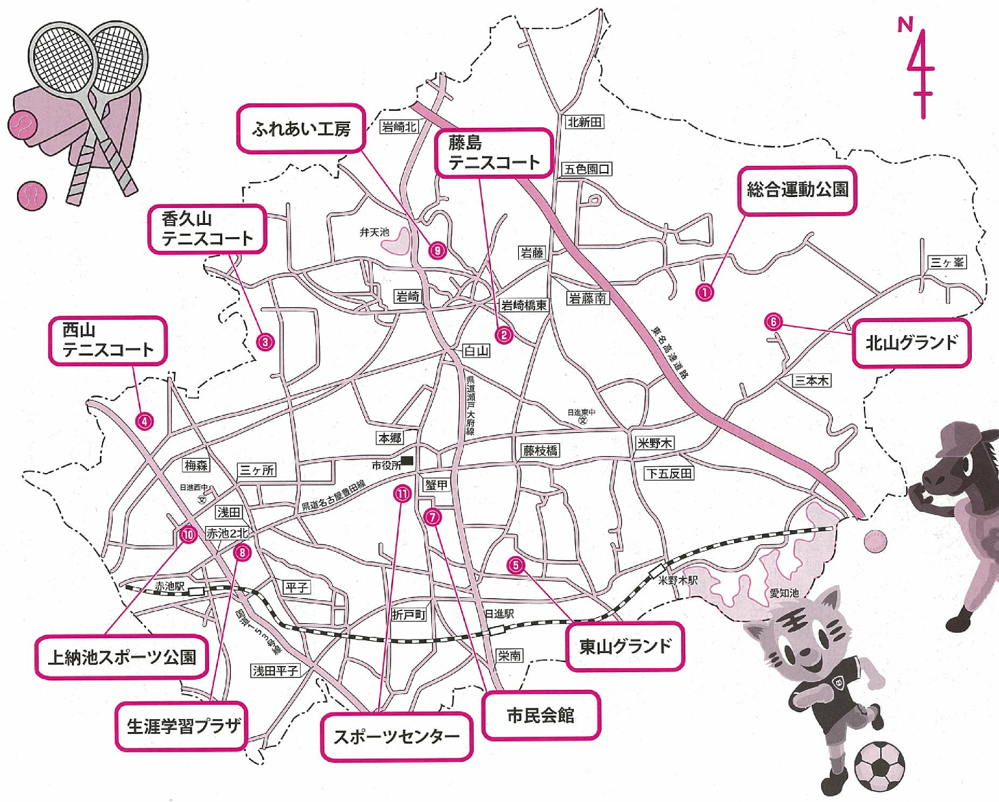 N
岩崎北
北新田
ふれあい工房
藤島
テニスコート
五色園口
総合運動公園
香久山
テニスコート
弁天池
⑨
岩藤
三ヶ峯
①
岩崎
岩崎橋東
岩藤南
⑥
西山
テニスコート
③
②
東名高速道路
北山グランド
白山
三本木
県道瀬戸大府線
④
日進東中
文
本郷
藤枝橋
米野木
市役所
梅森
三ヶ所
下五反田
日進西中
文
⑪
蟹甲
県道名古屋豊田線
浅田
⑦
⑩
赤池2北
⑧
⑤
赤池駅
平子
米野木駅
愛知池
国道153号線
折戸町
日進駅
上納池スポーツ公園
浅田平子
栄南
東山グランド
生涯学習プラザ
スポーツセンター
市民会館
B